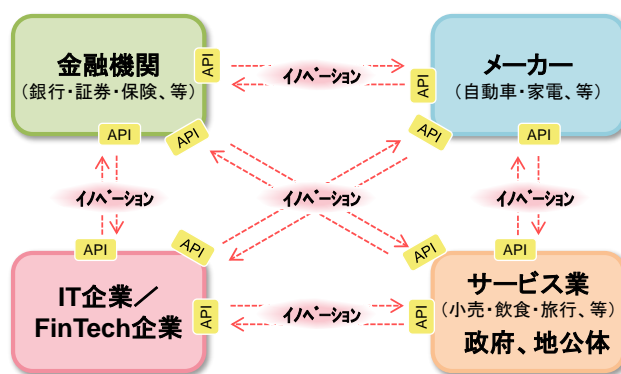 金融機関
（銀行・証券・保険、等）
API
API
API
イノベーション
メーカー
（自動車・家電、等）
API
API
API
イノベーション
イノベーション
イノベーション
API
API
API
IT企業／
FinTech企業
イノベーション
API
API
API
サービス業
（小売・飲食・旅行、等）
政府、地公体